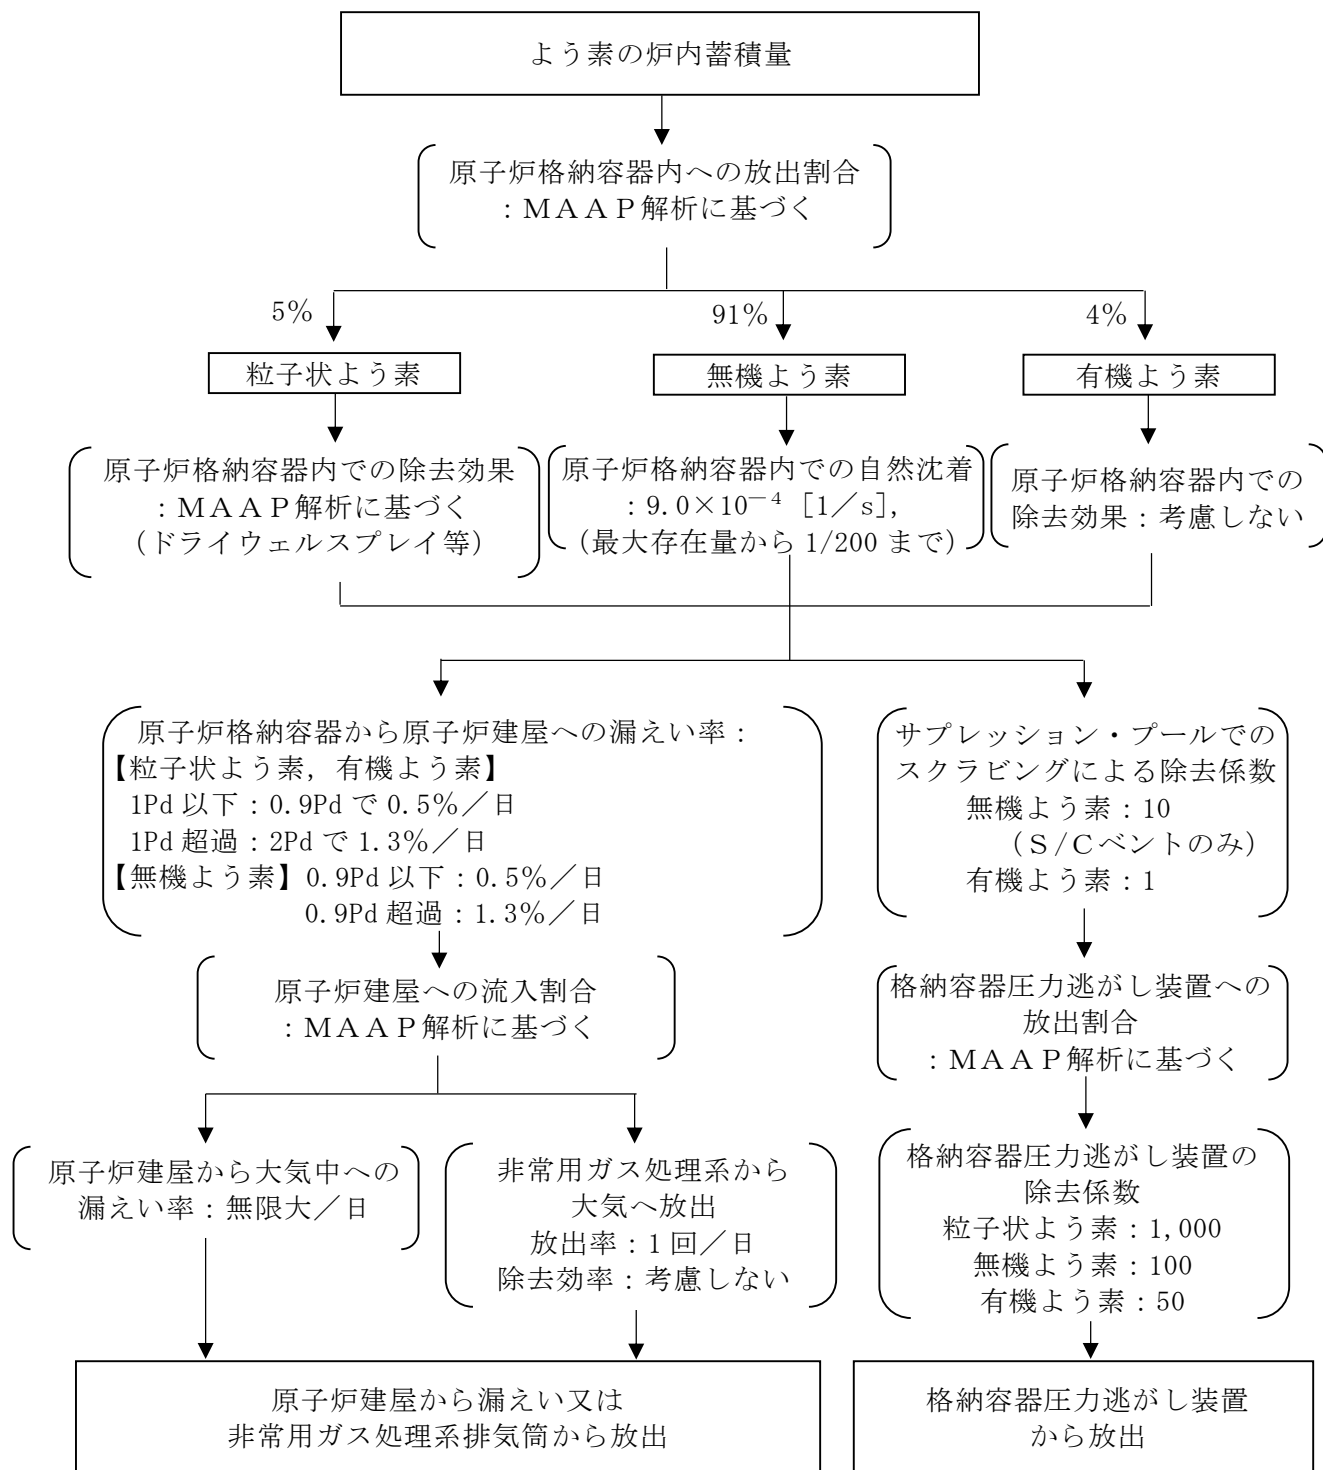 よう素の炉内蓄積量
原子炉格納容器内への放出割合
：ＭＡＡＰ解析に基づく
5％
91％
4％
粒子状よう素
無機よう素
有機よう素
原子炉格納容器内での除去効果
：ＭＡＡＰ解析に基づく
（ドライウェルスプレイ等）
原子炉格納容器内での自然沈着
：9.0×10⁻⁴［1／s］，
（最大存在量から 1/200 まで）
原子炉格納容器内での
除去効果：考慮しない
原子炉格納容器から原子炉建屋への漏えい率：
【粒子状よう素，有機よう素】
1Pd 以下：0.9Pd で 0.5％／日
1Pd 超過：2Pd で 1.3％／日
【無機よう素】0.9Pd 以下：0.5％／日
0.9Pd 超過：1.3％／日
サプレッション・プールでの
スクラビングによる除去係数
無機よう素：10
（Ｓ/Ｃベントのみ）
有機よう素：1
原子炉建屋への流入割合
：ＭＡＡＰ解析に基づく
格納容器圧力逃がし装置への
放出割合
：ＭＡＡＰ解析に基づく
原子炉建屋から大気中への
漏えい率：無限大／日
非常用ガス処理系から
大気へ放出
放出率：1 回／日
除去効率：考慮しない
格納容器圧力逃がし装置の
除去係数
粒子状よう素：1,000
無機よう素：100
有機よう素：50
原子炉建屋から漏えい又は
非常用ガス処理系排気筒から放出
格納容器圧力逃がし装置
から放出